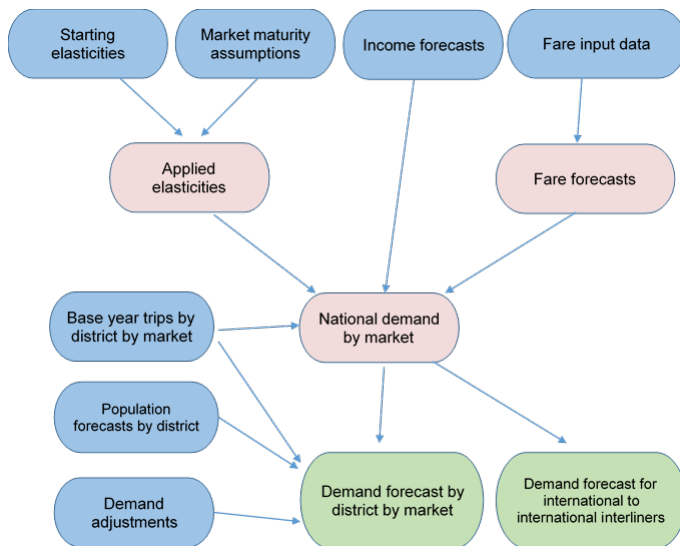 Starting
elasticities
Market maturity
assumptions
Income forecasts
Fare input data
Applied
elasticities
Fare forecasts
Base year trips by
district by market
National demand
by market
Population
forecasts by district
Demand
adjustments
Demand forecast by
district by market
Demand forecast for
international to
international interliners